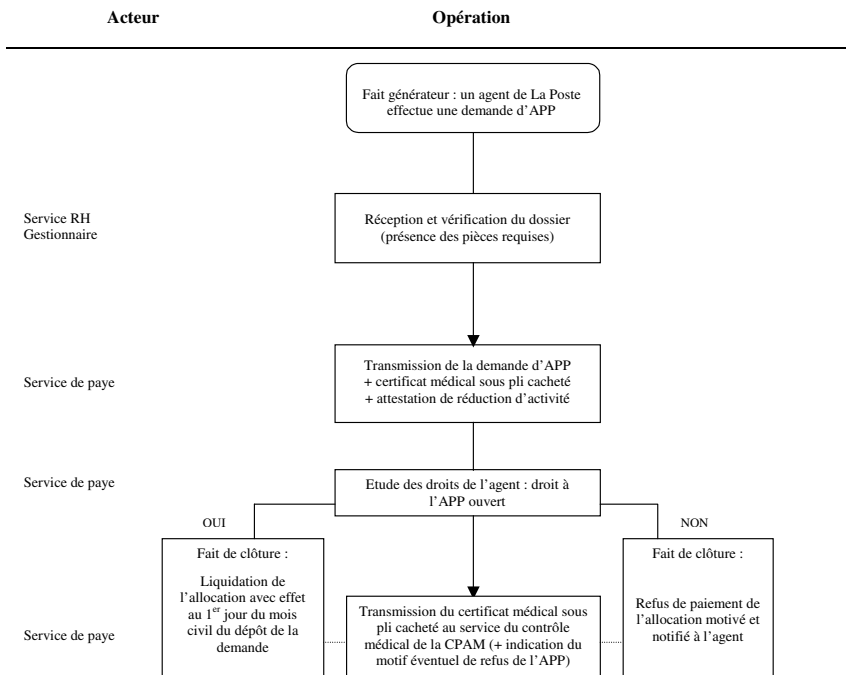 Acteur
Opération
Fait générateur : un agent de La Poste
effectue une demande d'APP
Service RH
Gestionnaire
Réception et vérification du dossier
(présence des pièces requises)
Service de paye
Transmission de la demande d'APP
+ certificat médical sous pli cacheté
+ attestation de réduction d'activité
Service de paye
Etude des droits de l'agent : droit à
l'APP ouvert
OUI
NON
Fait de clôture :
Liquidation de
l'allocation avec effet
au 1er jour du mois
civil du dépôt de la
demande
Service de paye
Transmission du certificat médical sous
pli cacheté au service du contrôle
médical de la CPAM (+ indication du
motif éventuel de refus de l'APP)
Fait de clôture :
Refus de paiement de
l'allocation motivé et
notifié à l'agent